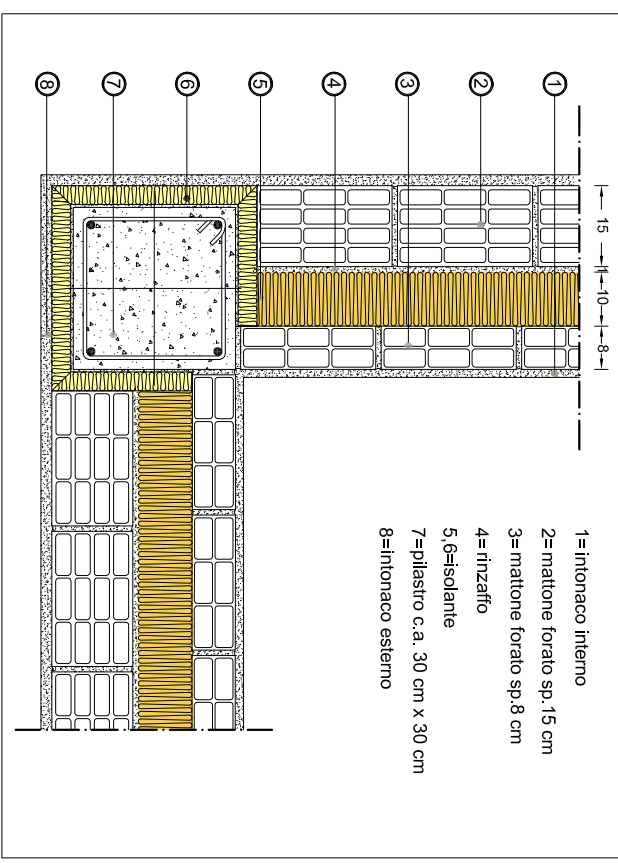 1
2
3
4
5
6
7
8
15
1
10
8
1= intonaco interno
2= mattone forato sp.15 cm
3= mattone forato sp.8 cm
4= rinzaffo
5,6=isolante
7=pilastro c.a. 30 cm x 30 cm
8=intonaco esterno